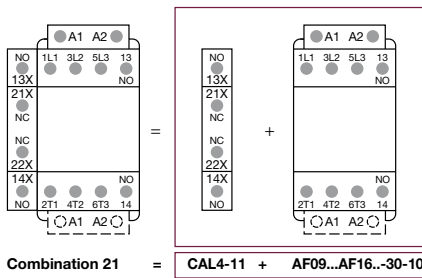 A1 A2 A1 A2
NO 1L1 3L2 5L3 13 NO 1L1 3L2 5L3 13
13X NO 13X NO
21X 21X
NC NC
= +
NC NC
22X 22X
14X NO 14X NO
NO 2T1 4T2 6T3 14 NO 2T1 4T2 6T3 14
A1 A2 A1 A2
Combination 21 = CAL4-11 + AF09...AF16..-30-10